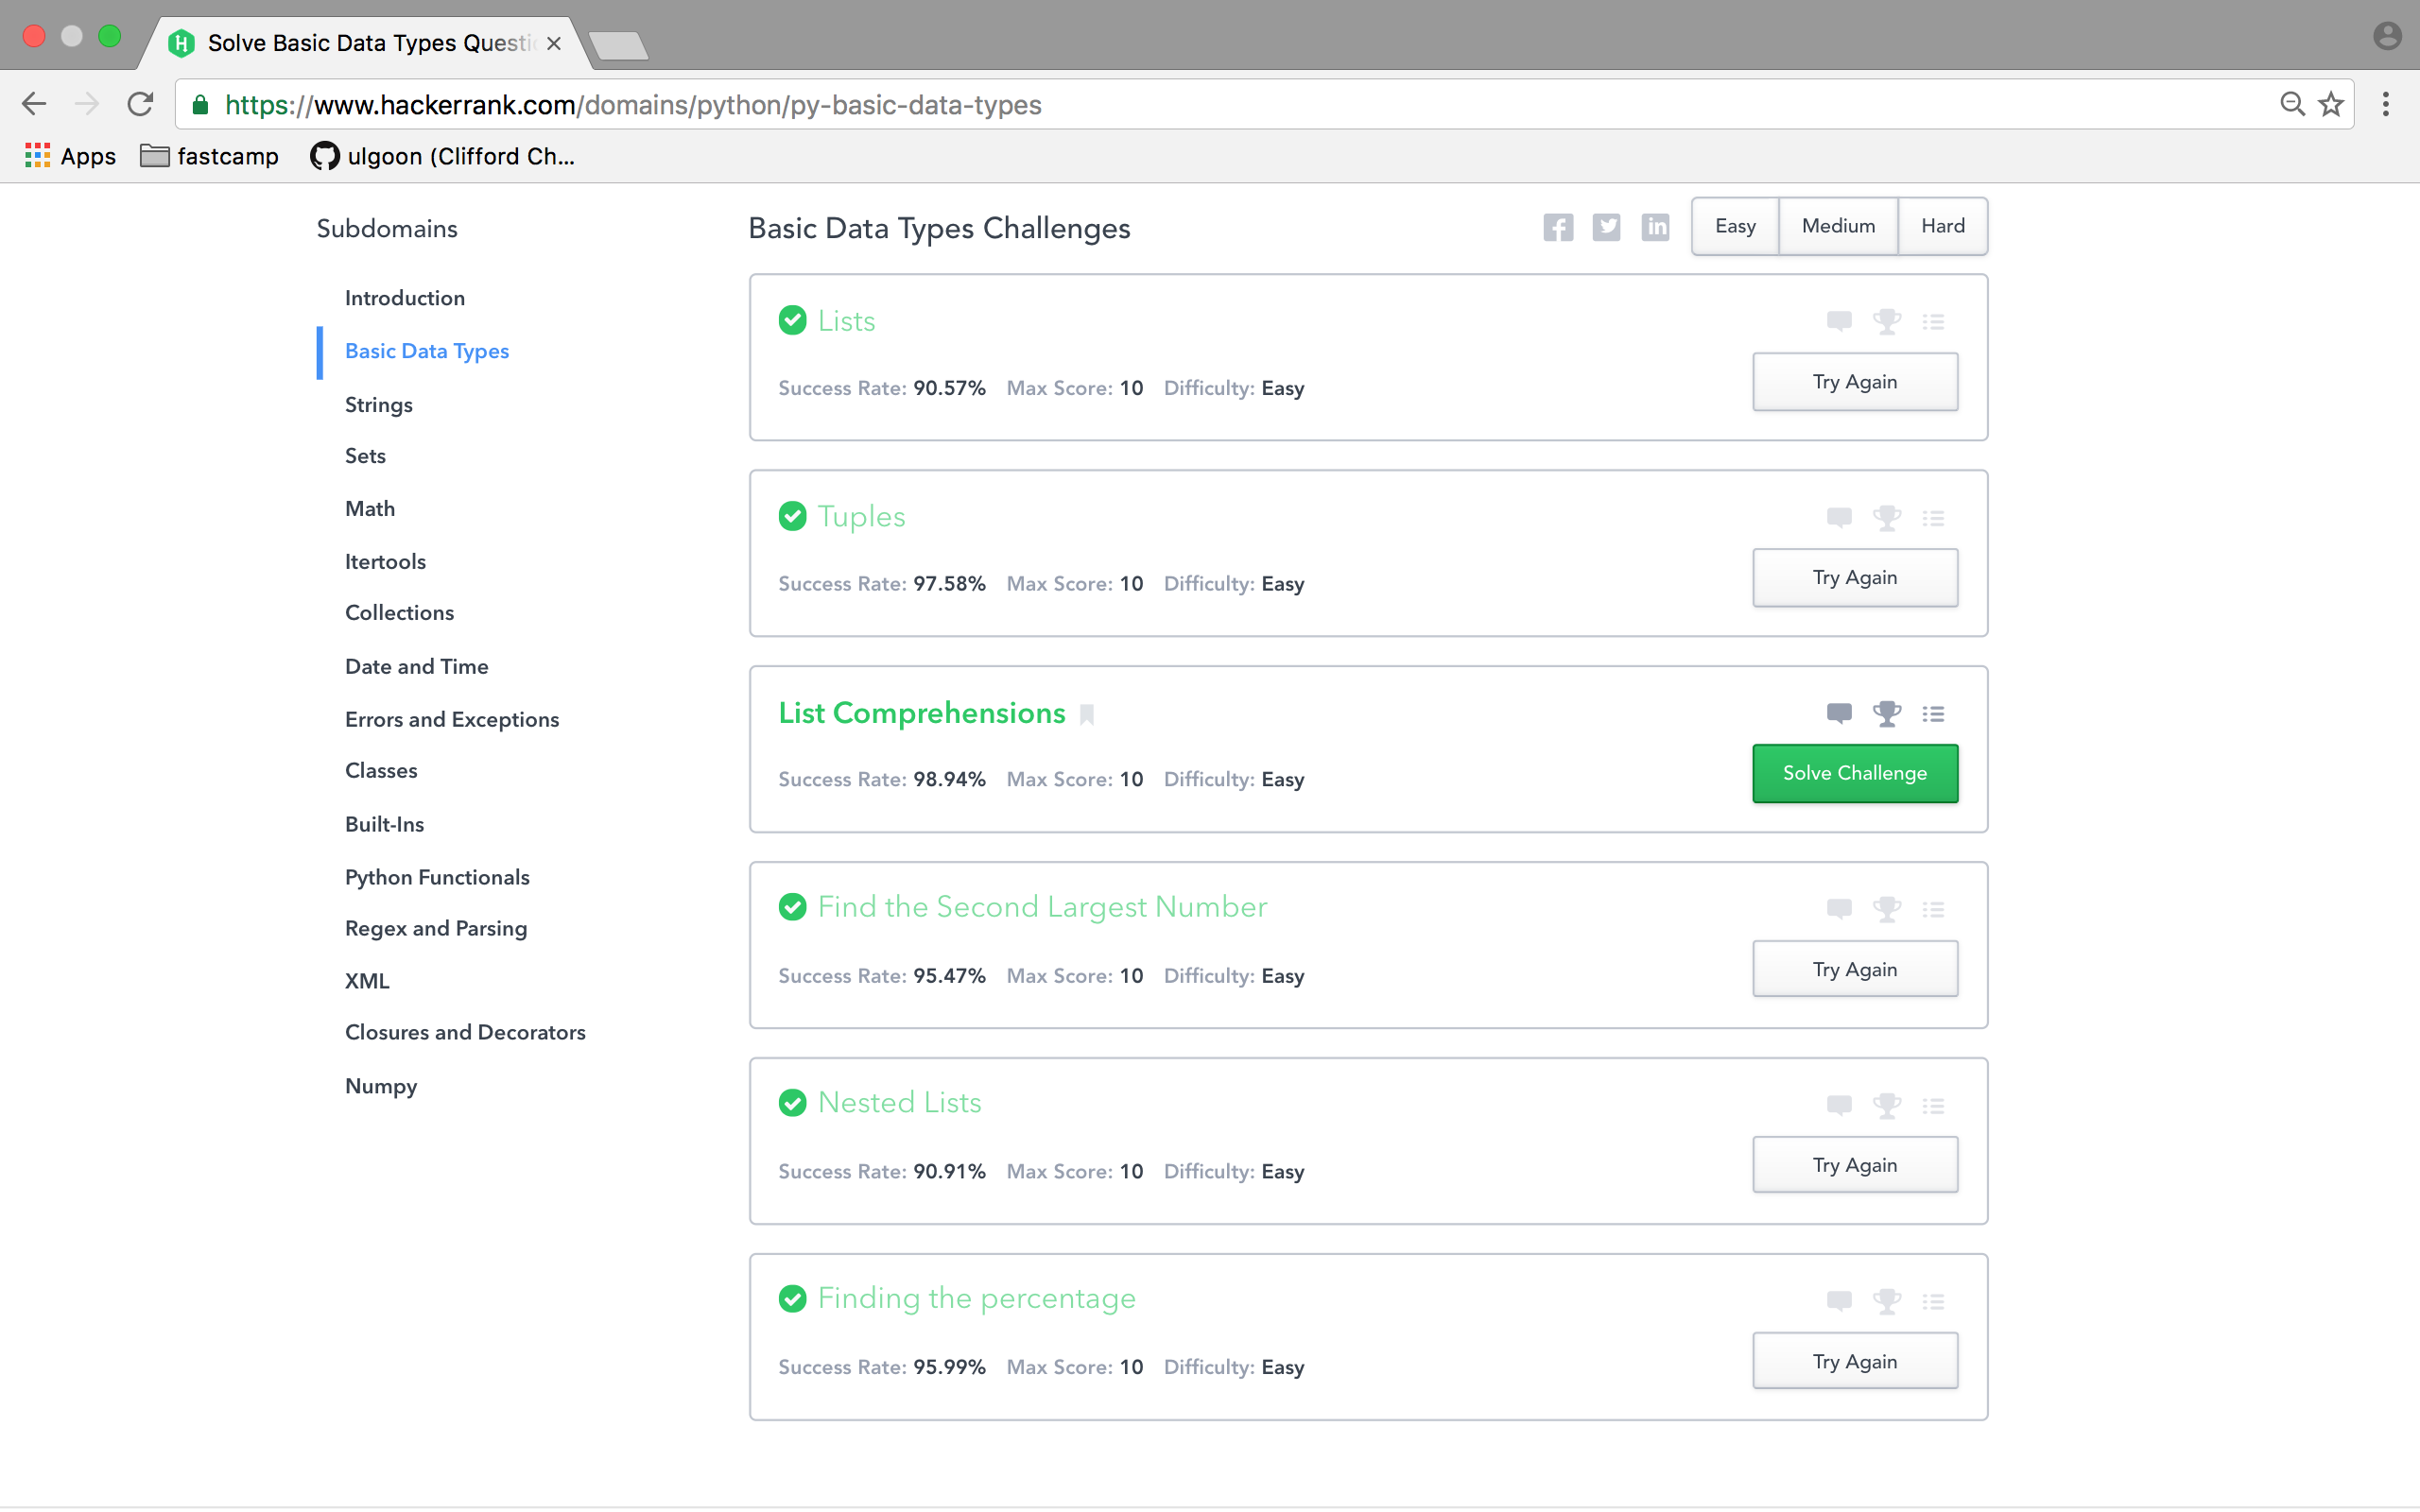 Solve Basic Data Types Questi
https://www.hackerrank.com/domains/python/py-basic-data-types
Apps fastcamp ulgoon (Clifford Ch...
Subdomains
Introduction
Basic Data Types
Strings
Sets
Math
Itertools
Collections
Date and Time
Errors and Exceptions
Classes
Built-Ins
Python Functionals
Regex and Parsing
XML
Closures and Decorators
Numpy
Basic Data Types Challenges
Easy Medium Hard
Lists
Success Rate: 90.57% Max Score: 10 Difficulty: Easy
Try Again
Tuples
Success Rate: 97.58% Max Score: 10 Difficulty: Easy
Try Again
List Comprehensions
Success Rate: 98.94% Max Score: 10 Difficulty: Easy
Solve Challenge
Find the Second Largest Number
Success Rate: 95.47% Max Score: 10 Difficulty: Easy
Try Again
Nested Lists
Success Rate: 90.91% Max Score: 10 Difficulty: Easy
Try Again
Finding the percentage
Success Rate: 95.99% Max Score: 10 Difficulty: Easy
Try Again